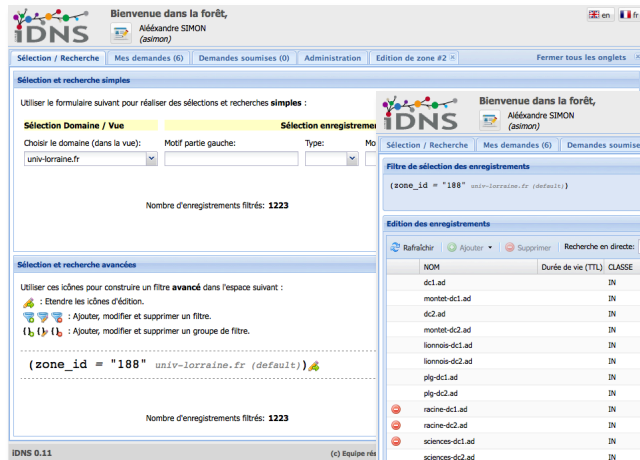 iDNS
Bienvenue dans la forêt,
Aléêxandre SIMON
(asimon)
en
fr
Sélection / Recherche
Mes demandes (6)
Demandes soumises (0)
Administration
Edition de zone #2
Fermer tous les onglets
Sélection et recherche simples
Utiliser le formulaire suivant pour réaliser des sélections et recherches simples :
Sélection Domaine / Vue
Sélection enregistreme
Choisir le domaine (dans la vue):
Motif partie gauche:
Type:
Mo
univ-lorraine.fr
Nombre d'enregistrements filtrés: 1223
Sélection et recherche avancées
Utiliser ces icônes pour construire un filtre avancé dans l'espace suivant :
: Etendre les icônes d'édition.
: Ajouter, modifier et supprimer un filtre.
: Ajouter, modifier et supprimer un groupe de filtre.
(zone_id = "188" univ-lorraine.fr (default))
Nombre d'enregistrements filtrés: 1223
iDNS 0.11
(c) Equipe rés
iDNS
Bienvenue dans la forêt,
Aléêxandre SIMON
(asimon)
Sélection / Recherche
Mes demandes (6)
Demandes soumise
Filtre de sélection des enregistrements
(zone_id = "188" univ-lorraine.fr (default))
Edition des enregistrements
Rafraîchir
Ajouter
Supprimer
Recherche en directe:
NOM
Durée de vie (TTL)
CLASSE
dc1.ad IN
montet-dc1.ad IN
dc2.ad IN
montet-dc2.ad IN
lionnois-dc1.ad IN
lionnois-dc2.ad IN
plg-dc1.ad IN
plg-dc2.ad IN
racine-dc1.ad IN
racine-dc2.ad IN
sciences-dc1.ad IN
sciences-dc2.ad IN